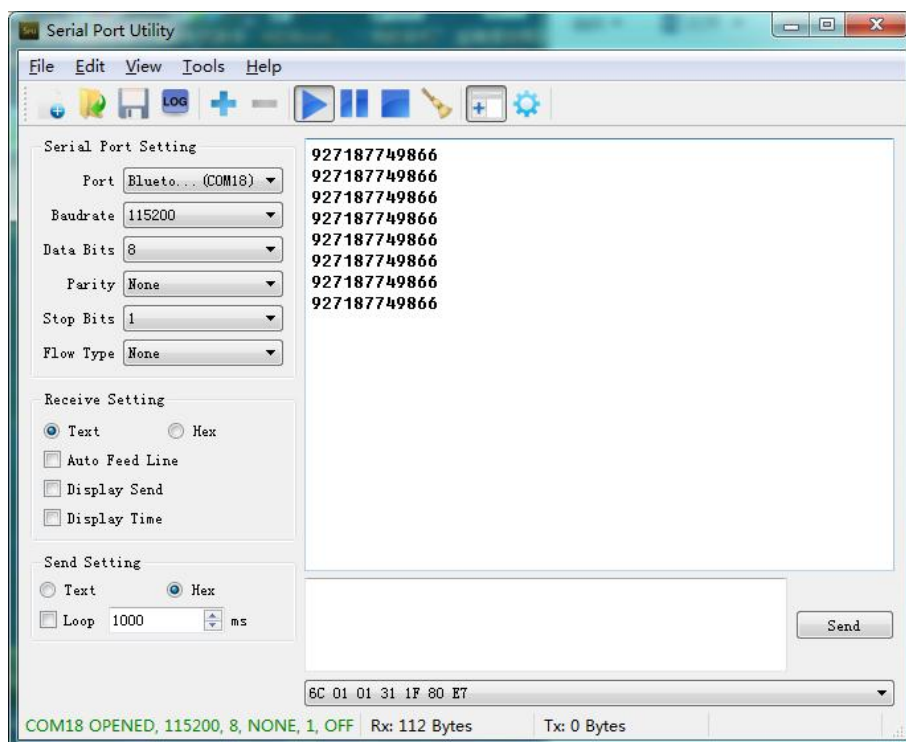 Serial Port Utility
File Edit View Tools Help
LOG
Serial Port Setting
Port Blueto... (COM18)
Baudrate 115200
Data Bits 8
Parity None
Stop Bits 1
Flow Type None
Receive Setting
Text Hex
Auto Feed Line
Display Send
Display Time
Send Setting
Text Hex
Loop 1000 ms
927187749866
927187749866
927187749866
927187749866
927187749866
927187749866
927187749866
927187749866
Send
6C 01 01 31 1F 80 E7
COM18 OPENED, 115200, 8, NONE, 1, OFF Rx: 112 Bytes Tx: 0 Bytes